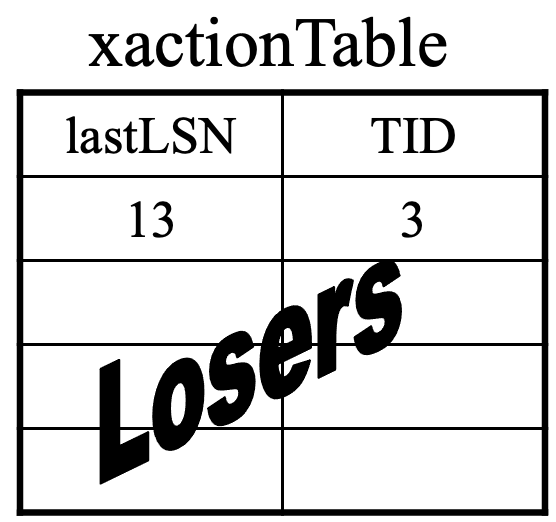 xactionTable
lastLSN TID
13 3
Losers